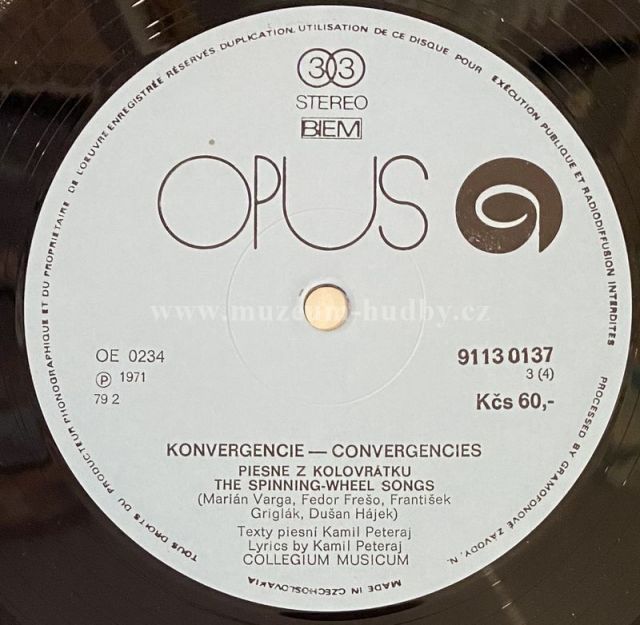 TOUS DROITS DU PRODUCTEUR PHONOGRAPHIQUE ET DU PROPRIETAIRE DE L'OEUVRE ENREGISTRÉE RÉSERVÉS. DUPLICATION, UTILISATION DE CE DISQUE POUR EXÉCUTION PUBLIQUE ET RADIODIFFUSION INTERDITES
33
STEREO
BIEM
OPUS
www.muzeum-hudby.cz
OE 0234
Ⓟ 1971
79 2
9113 0137
3 (4)
Kčs 60,-
KONVERGENCIE — CONVERGENCIES
PIESNE Z KOLOVRÁTKU
THE SPINNING-WHEEL SONGS
(Marián Varga, Fedor Frešo, František
Griglák, Dušan Hájek)
Texty piesní Kamil Peteraj
Lyrics by Kamil Peteraj
COLLEGIUM MUSICUM
PROCESSED BY GRAMOFONOVÉ ZÁVODY, N.
MADE IN CZECHOSLOVAKIA